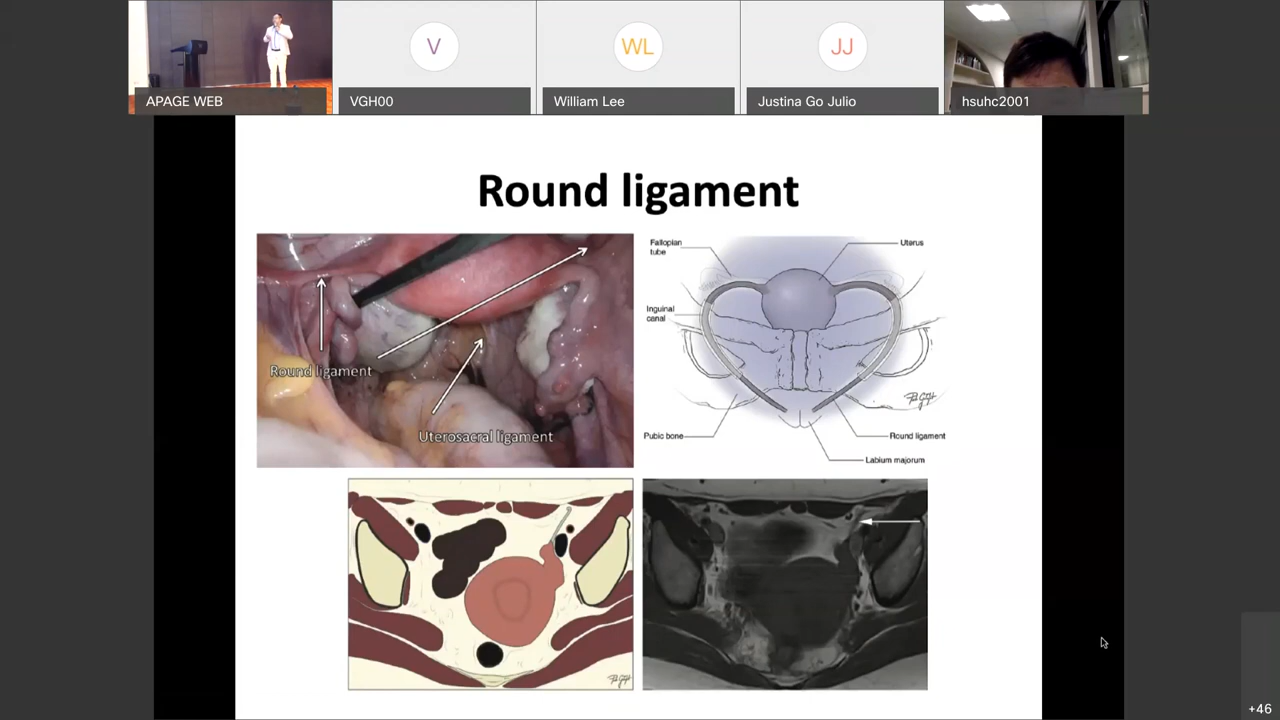 V
WL
JJ
APAGE WEB
VGH00
William Lee
Justina Go Julio
hsuhc2001
Round ligament
Round ligament
Uterosacral ligament
Fallopian
tube
Uterus
Inguinal
canal
Pubic bone
Round ligament
Labium majorum
+46